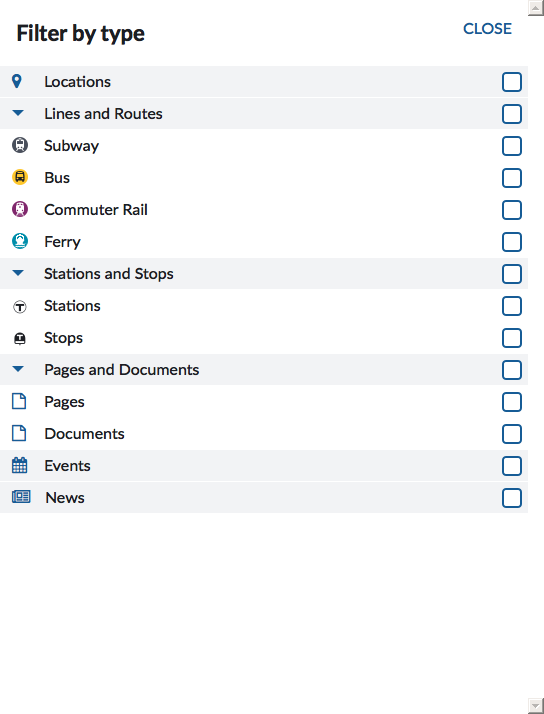 Filter by type
CLOSE
Locations
Lines and Routes
Subway
Bus
Commuter Rail
Ferry
Stations and Stops
Stations
Stops
Pages and Documents
Pages
Documents
Events
News